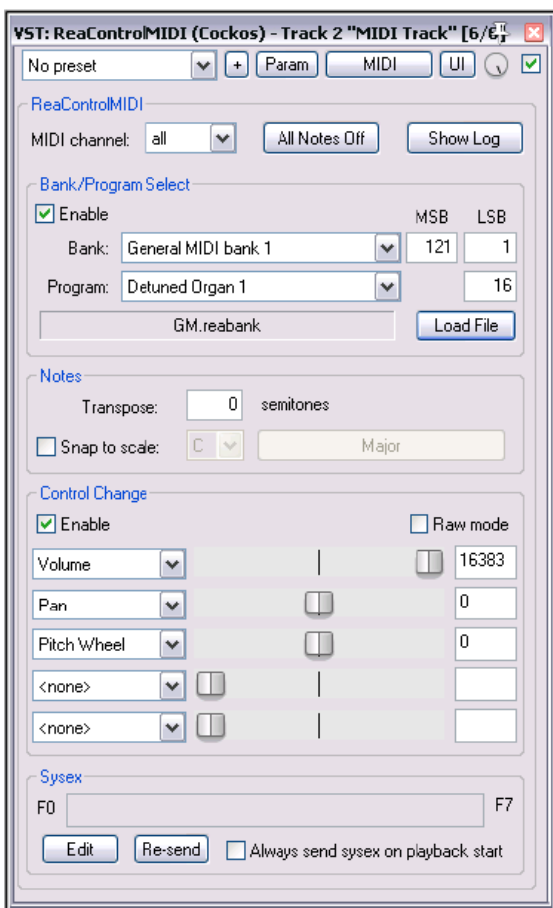 VST: ReaControlMIDI (Cockos) - Track 2 "MIDI Track" [6/6]
No preset + Param MIDI UI
ReaControlMIDI
MIDI channel: all All Notes Off Show Log
Bank/Program Select
Enable MSB LSB
Bank: General MIDI bank 1 121 1
Program: Detuned Organ 1 16
GM.reabank Load File
Notes
Transpose: 0 semitones
Snap to scale: C Major
Control Change
Enable Raw mode
Volume 16383
Pan 0
Pitch Wheel 0
<none>
<none>
Sysex
F0 F7
Edit Re-send Always send sysex on playback start